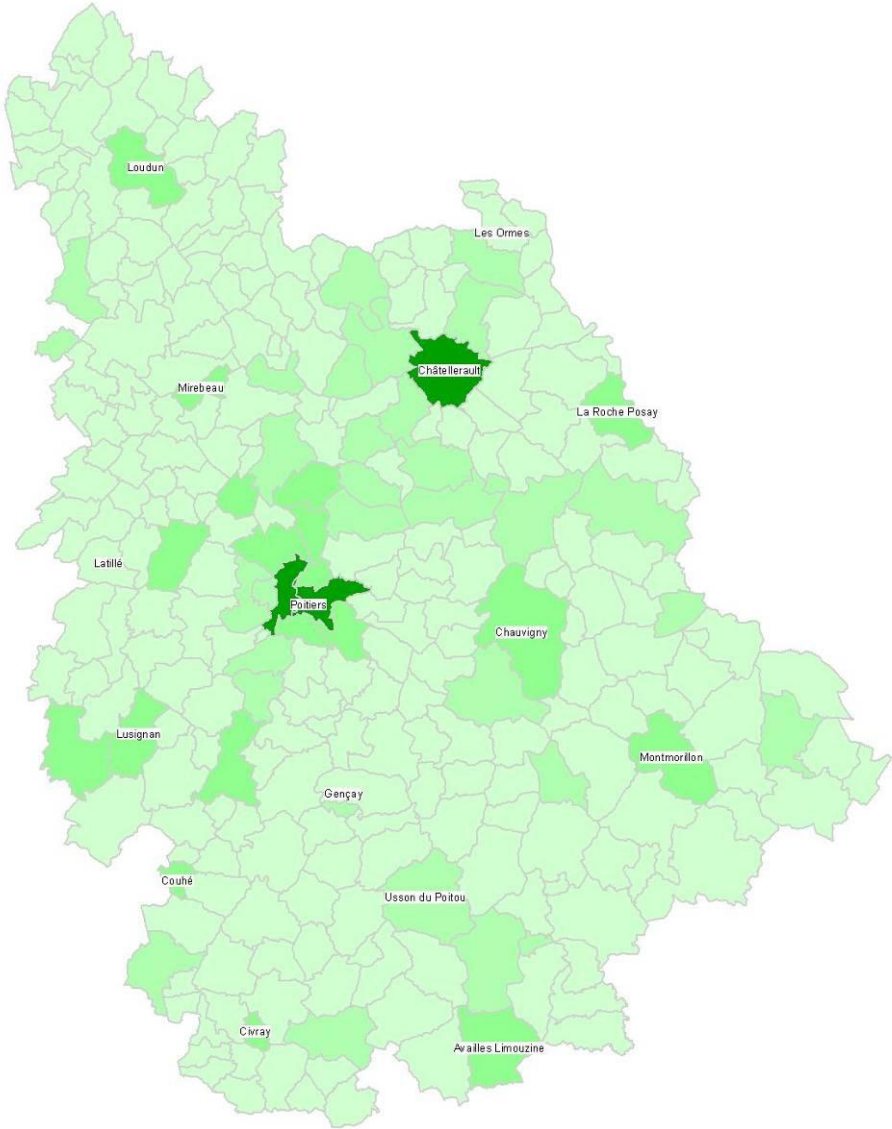 Loudun
Les Ormes
Châtellerault
Mirebeau
La Roche Posay
Latillé
Poitiers
Chauvigny
Lusignan
Montmorillon
Gençay
Couhé
Usson du Poitou
Civray
Availles Limouzine